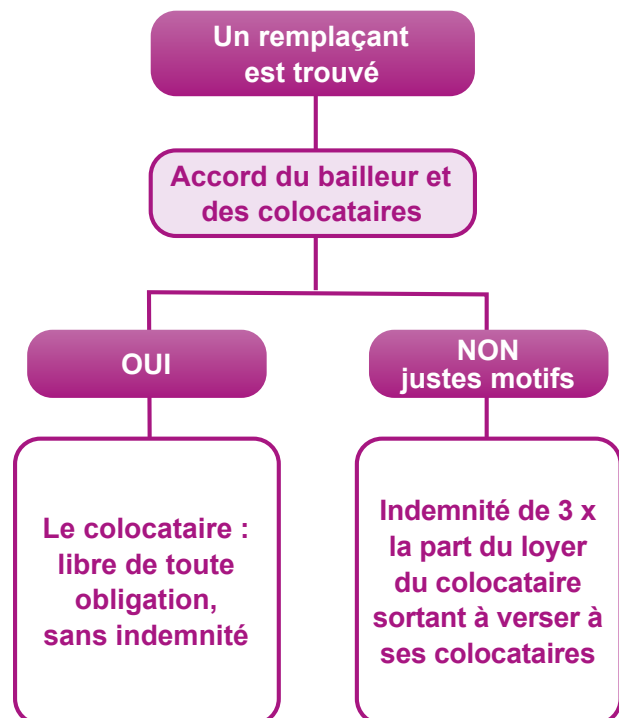 Un remplaçant
est trouvé
Accord du bailleur et
des colocataires
OUI
NON
justes motifs
Le colocataire :
libre de toute
obligation,
sans indemnité
Indemnité de 3 x
la part du loyer
du colocataire
sortant à verser à
ses colocataires